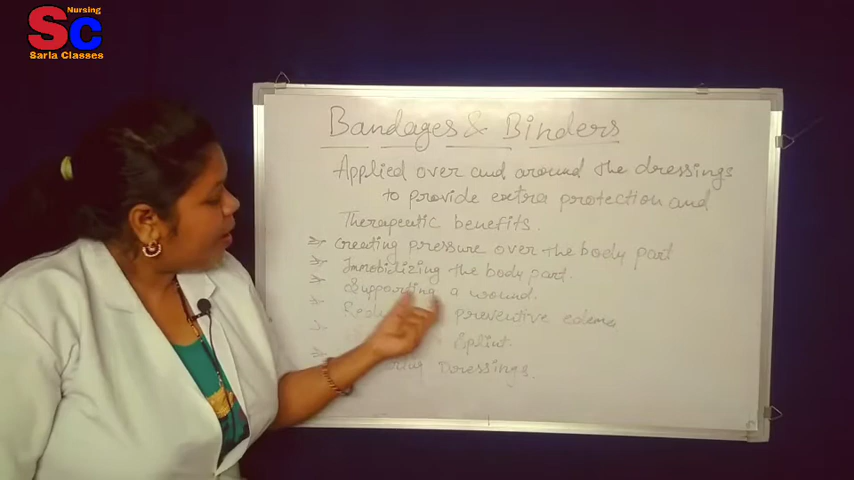 Nursing
SC
Sarla Classes
Bandages & Binders
Applied over and around the dressings
to provide extra protection and
Therapeutic benefits.
creating pressure over the body part
Immobilizing the body part.
Supporting a wound.
preventive edema
Splint.
Dressings.